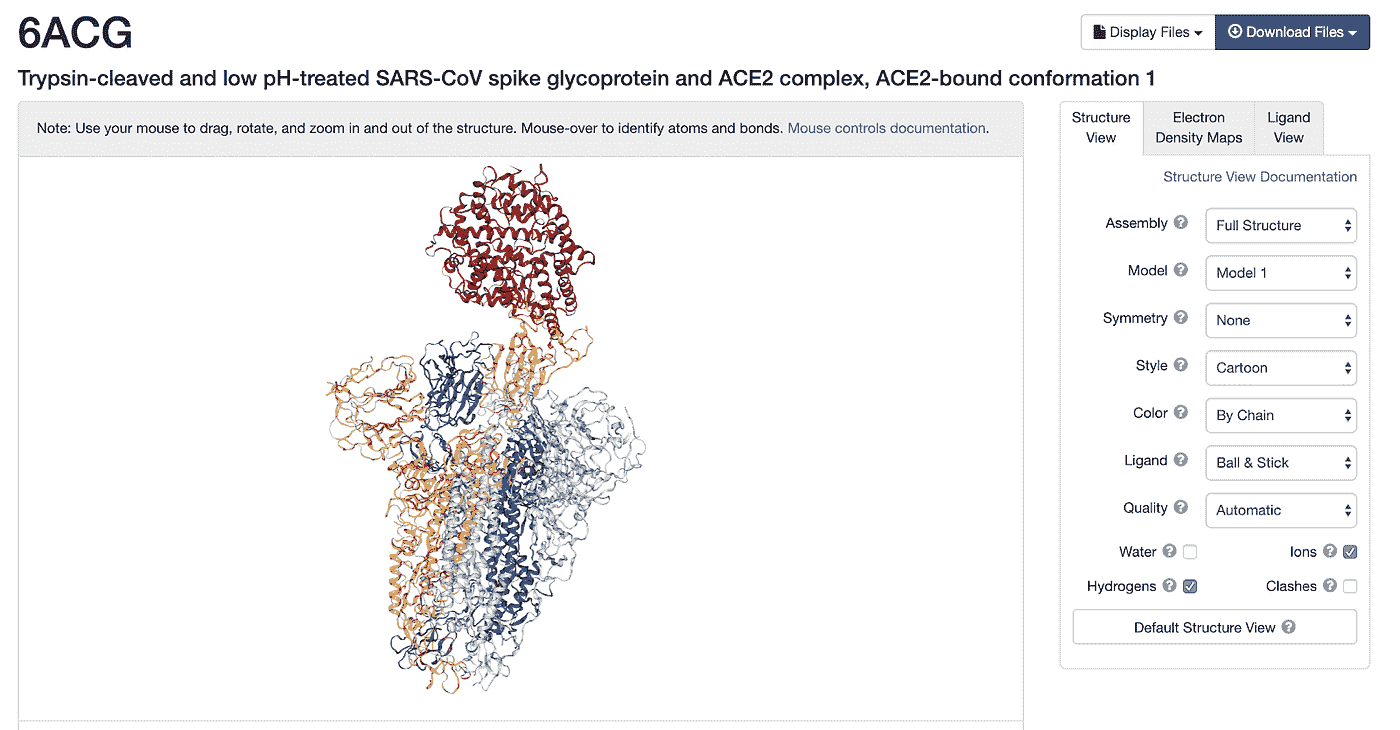 6ACG
Display Files
Download Files
Trypsin-cleaved and low pH-treated SARS-CoV spike glycoprotein and ACE2 complex, ACE2-bound conformation 1
Note: Use your mouse to drag, rotate, and zoom in and out of the structure. Mouse-over to identify atoms and bonds. Mouse controls documentation.
Structure View
Electron Density Maps
Ligand View
Structure View Documentation
Assembly ? Full Structure
Model ? Model 1
Symmetry ? None
Style ? Cartoon
Color ? By Chain
Ligand ? Ball & Stick
Quality ? Automatic
Water ? Ions ?
Hydrogens ? Clashes ?
Default Structure View ?